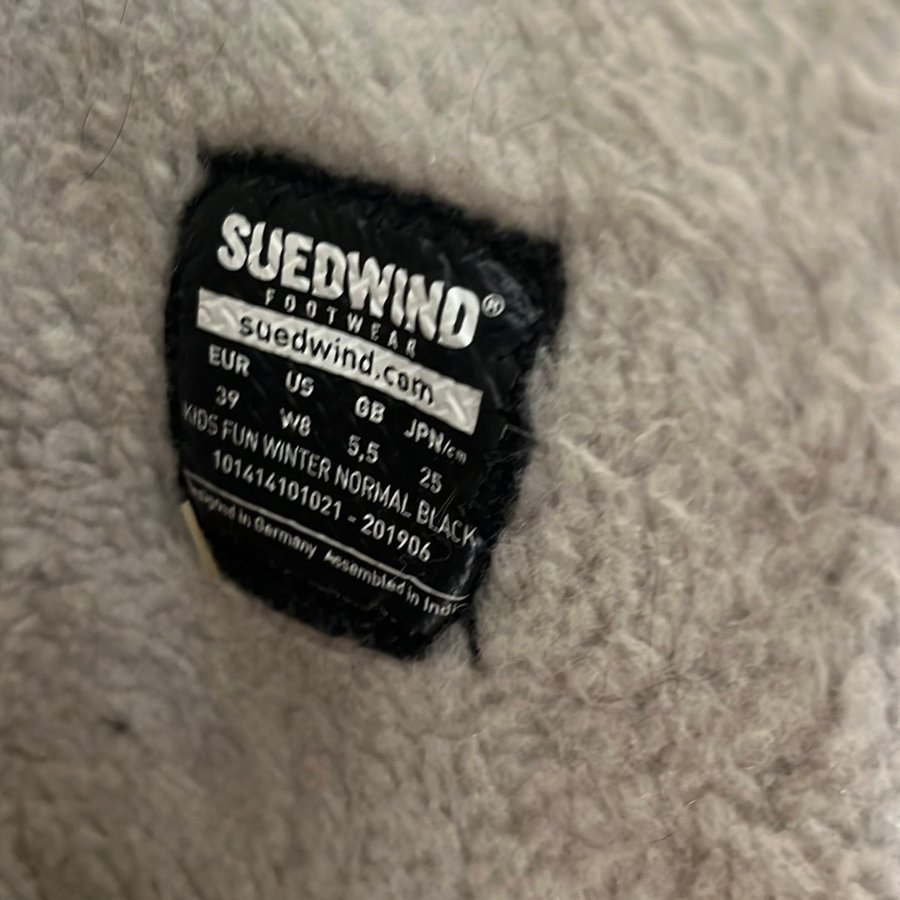 SUEDWIND®
FOOTWEAR
suedwind.com
EUR US GB JPN/cm
39 W8 5,5 25
KIDS FUN WINTER NORMAL BLACK
101414101021 - 201906
in Germany Assembled in